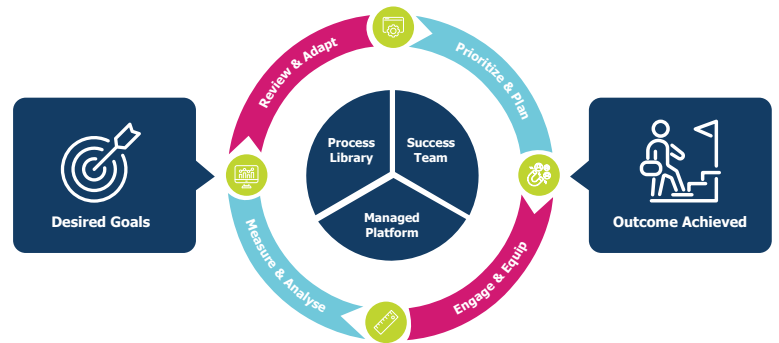 Review & Adapt
Prioritize & Plan
Process
Library
Success
Team
Managed
Platform
Desired Goals
Outcome Achieved
Measure & Analyse
Engage & Equip